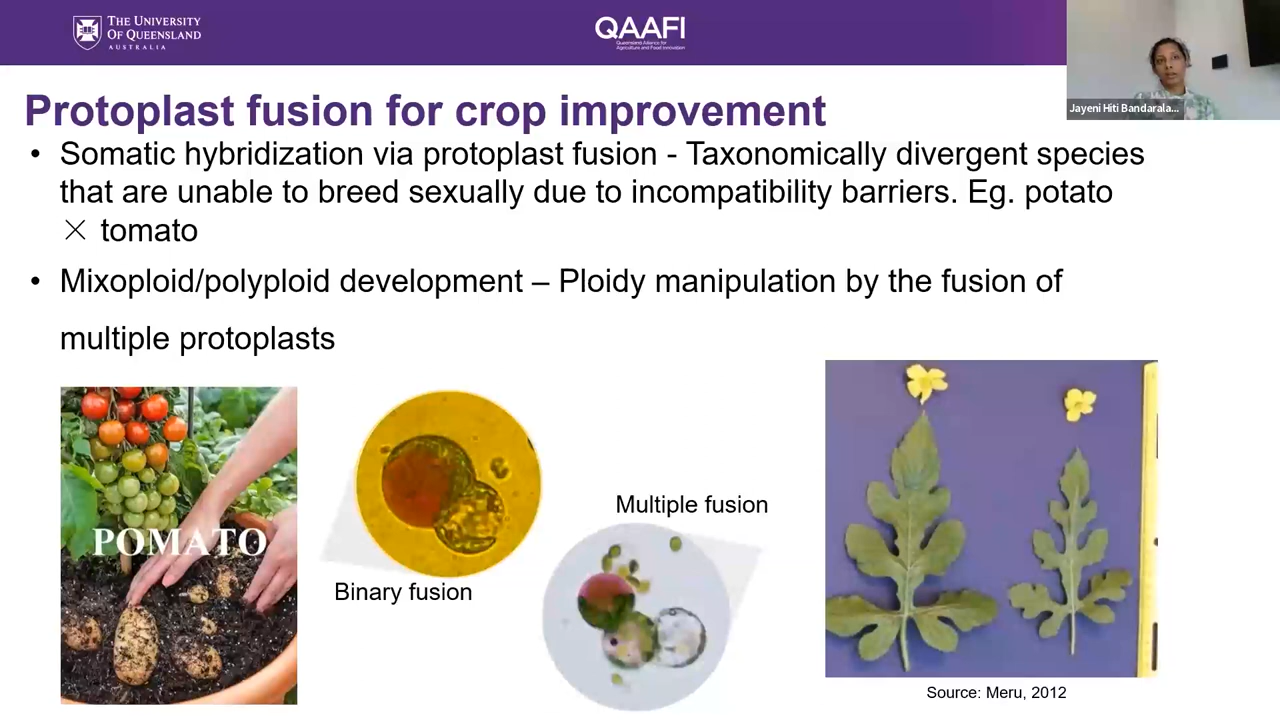 THE UNIVERSITY
OF QUEENSLAND
AUSTRALIA
QAAFI
Queensland Alliance for
Agriculture and Food Innovation
Jayeni Hiti Bandarala...
Protoplast fusion for crop improvement
• Somatic hybridization via protoplast fusion - Taxonomically divergent species
that are unable to breed sexually due to incompatibility barriers. Eg. potato
× tomato
• Mixoploid/polyploid development – Ploidy manipulation by the fusion of
multiple protoplasts
POMATO
Binary fusion
Multiple fusion
Source: Meru, 2012